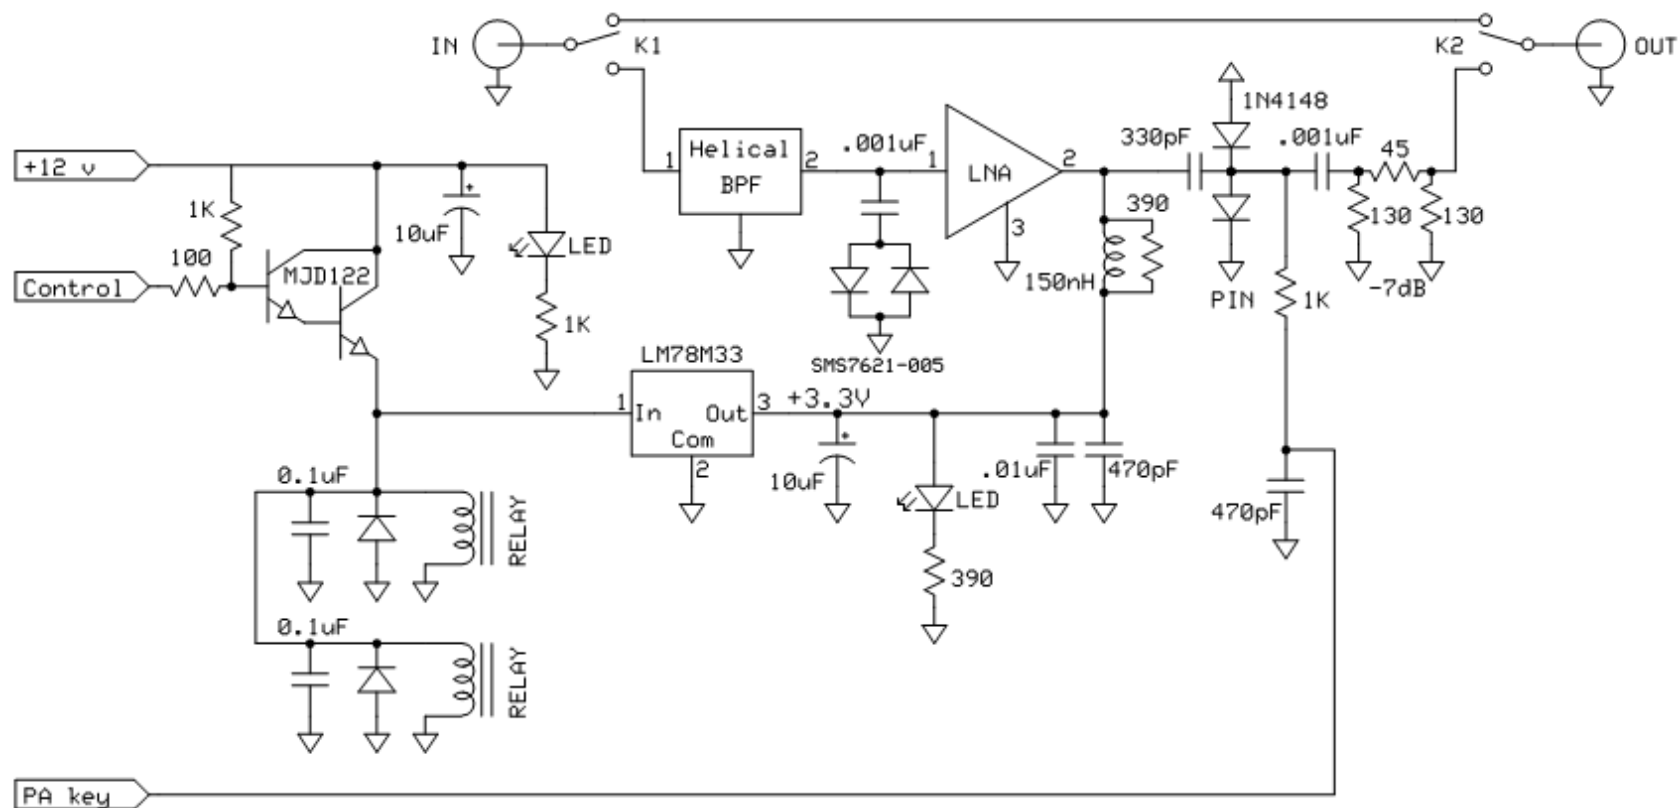 IN
K1
K2
OUT
1N4148
+12 v
1K
10uF
LED
1K
100
MJD122
Control
1
Helical
BPF
2
.001uF
1
LNA
2
3
330pF
.001uF
45
390
150nH
130
130
-7dB
PIN
1K
SMS7621-005
LM78M33
1
In
Out
3
+3.3V
Com
2
10uF
LED
390
.01uF
470pF
470pF
0.1uF
RELAY
0.1uF
RELAY
PA key